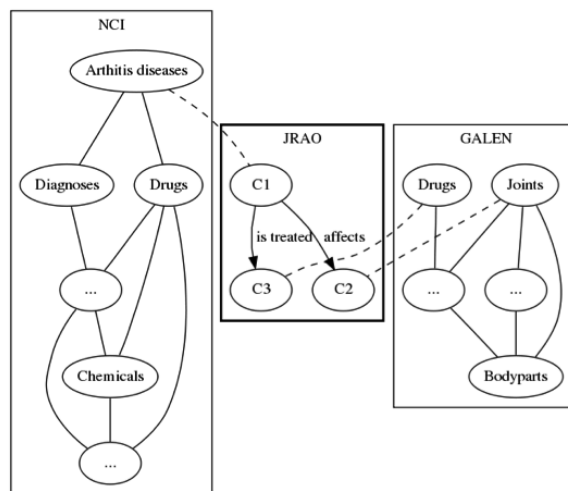 NCI
Arthitis diseases
JRAO
GALEN
Diagnoses
Drugs
C1
Drugs
Joints
is treated
affects
...
C3
C2
...
...
Chemicals
Bodyparts
...